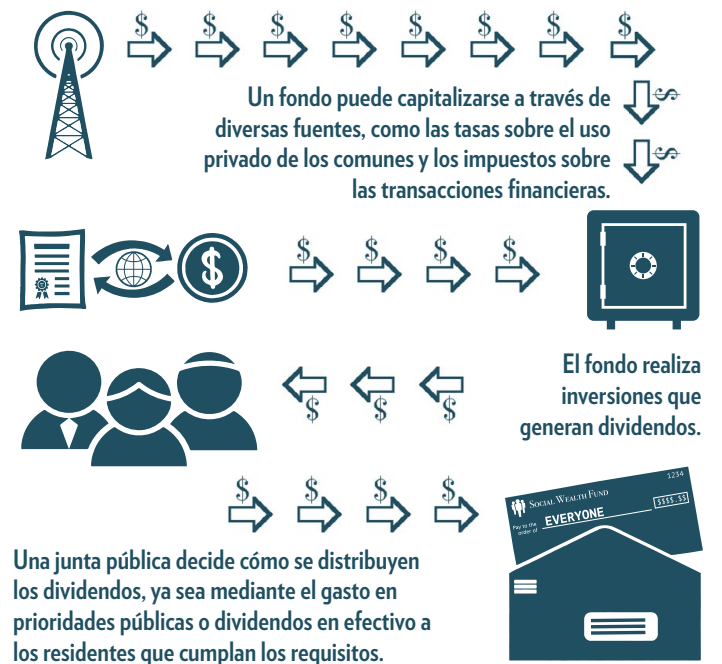 $ $ $ $ $ $ $ $
Un fondo puede capitalizarse a través de
diversas fuentes, como las tasas sobre el uso
privado de los comunes y los impuestos sobre
las transacciones financieras.
$
$
$
$ $ $ $
El fondo realiza
inversiones que
generan dividendos.
$ $ $
$ $ $ $
1234
SOCIAL WEALTH FUND
$$$$.$$
Pay to the
order of
EVERYONE
Una junta pública decide cómo se distribuyen
los dividendos, ya sea mediante el gasto en
prioridades públicas o dividendos en efectivo a
los residentes que cumplan los requisitos.